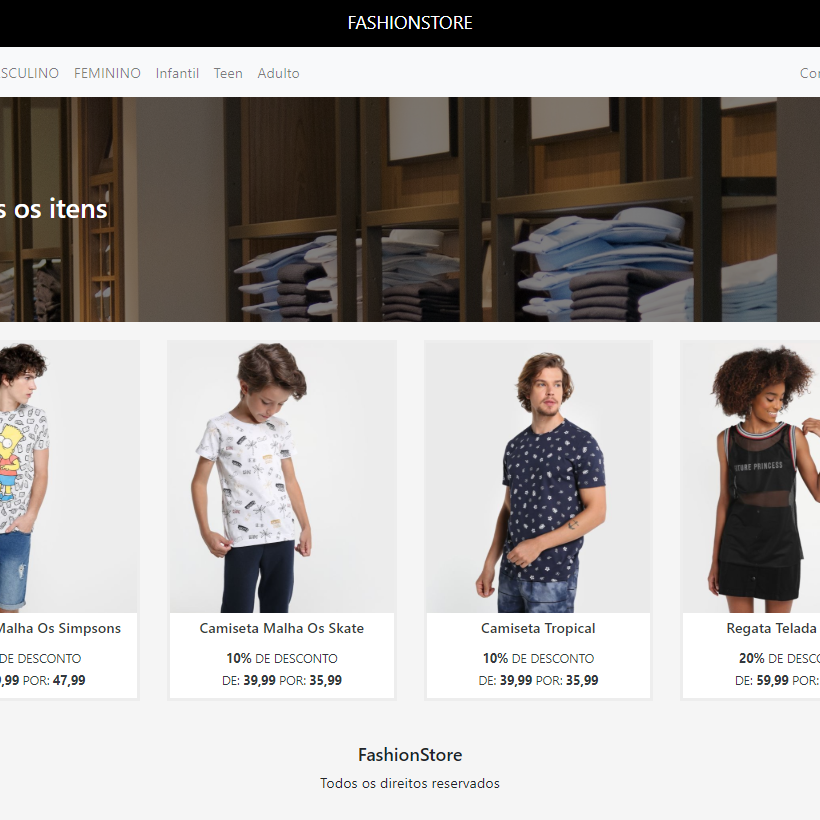 FASHIONSTORE
SCULINO FEMININO Infantil Teen Adulto Co
s os itens
TURE PRINCESS
Malha Os Simpsons
DE DESCONTO
,99 POR: 47,99
Camiseta Malha Os Skate
10% DE DESCONTO
DE: 39,99 POR: 35,99
Camiseta Tropical
10% DE DESCONTO
DE: 39,99 POR: 35,99
Regata Telada
20% DE DESC
DE: 59,99 POR:
FashionStore
Todos os direitos reservados